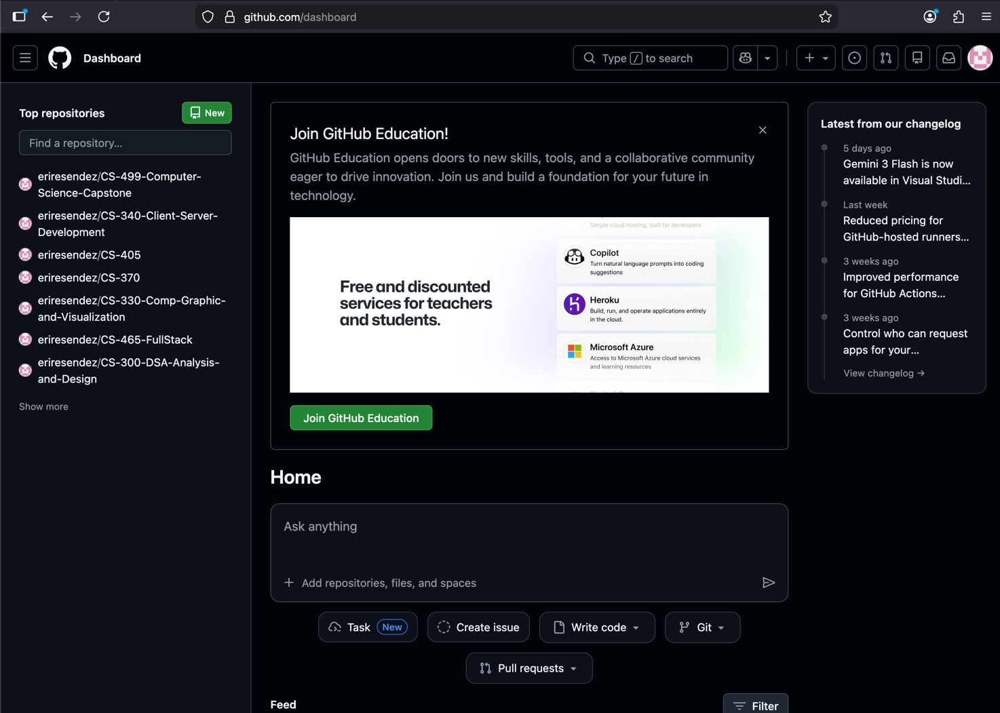 github.com/dashboard
Dashboard
Type / to search
Top repositories
New
Find a repository...
eriresendez/CS-499-Computer-
Science-Capstone
eriresendez/CS-340-Client-Server-
Development
eriresendez/CS-405
eriresendez/CS-370
eriresendez/CS-330-Comp-Graphic-
and-Visualization
eriresendez/CS-465-FullStack
eriresendez/CS-300-DSA-Analysis-
and-Design
Show more
Join GitHub Education!
GitHub Education opens doors to new skills, tools, and a collaborative community
eager to drive innovation. Join us and build a foundation for your future in
technology.
Free and discounted
services for teachers
and students.
Simple cloud hosting, built for developers
Copilot
Turn natural language prompts into coding
suggestions
Heroku
Build, run, and operate applications entirely
in the cloud.
Microsoft Azure
Access to Microsoft Azure cloud services
and learning resources
Join GitHub Education
Home
Ask anything
Add repositories, files, and spaces
Task New
Create issue
Write code
Git
Pull requests
Feed
Filter
Latest from our changelog
5 days ago
Gemini 3 Flash is now
available in Visual Studi...
Last week
Reduced pricing for
GitHub-hosted runners...
3 weeks ago
Improved performance
for GitHub Actions...
3 weeks ago
Control who can request
apps for your...
View changelog →